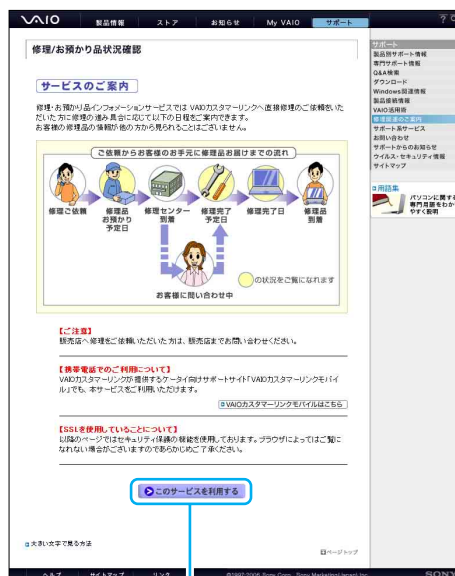 VAIO
製品情報 ストア お知らせ My VAIO サポート
修理/お預かり品状況確認
サービスのご案内
修理・お預かり品インフォメーションサービスでは VAIOカスタマーリンクへ直接修理のご依頼をいた
だいた方に修理の進み具合に応じて以下の日程をご案内できます。
お客様の修理品の情報が他の方から見られることはございません。
ご依頼からお客様のお手元に修理品お届けまでの流れ
修理ご依頼
修理品
お預かり
予定日
修理センター
到着
修理完了
予定日
修理完了日
修理品
到着
お客様に問い合わせ中
の状況をご覧になれます
【ご注意】
販売店へ修理をご依頼いただいた方は、販売店までお問い合わせください。
【携帯電話でのご利用について】
VAIOカスタマーリンクが提供するケータイ向けサポートサイト「VAIOカスタマーリンクモバイ
ル」でも、本サービスをご利用いただけます。
VAIOカスタマーリンクモバイルはこちら
【SSLを使用していることについて】
以降のページではセキュリティ保護の機能を使用しております。ブラウザによってはご覧に
なれない場合がございますのであらかじめご了承ください。
このサービスを利用する
大きい文字で見る方法
ページトップ
サポート
製品別サポート情報
専門サポート情報
Q&A検索
ダウンロード
Windows関連情報
製品接続情報
VAIO活用術
修理関連のご案内
サポート系サービス
お問い合わせ
サポートからのお知らせ
ウイルス・セキュリティ情報
サイトマップ
用語集
パソコンに関する
専門用語をわか
やすく説明
ヘルプ サイトマップ リンク
SONY